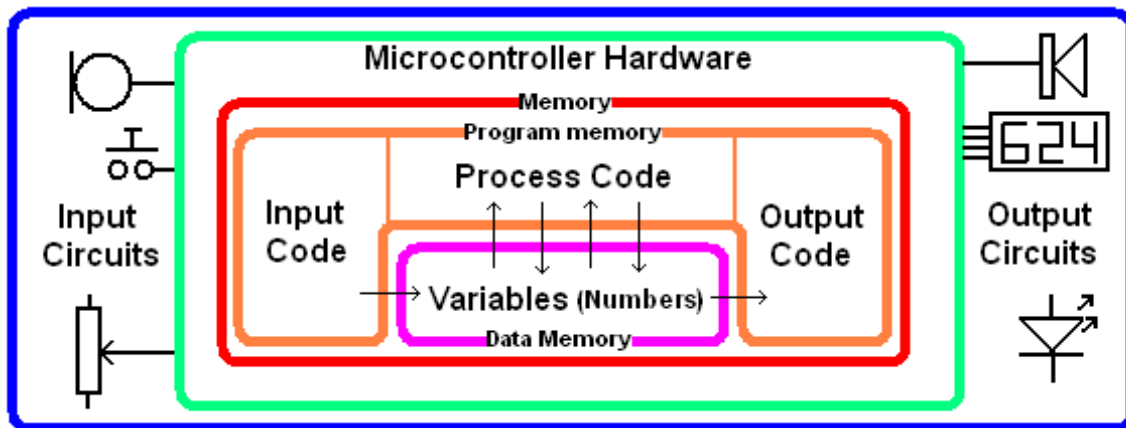 Microcontroller Hardware
Memory
Program memory
624
Process Code
Input
Circuits
Input
Code
Output
Code
Output
Circuits
Variables (Numbers)
Data Memory